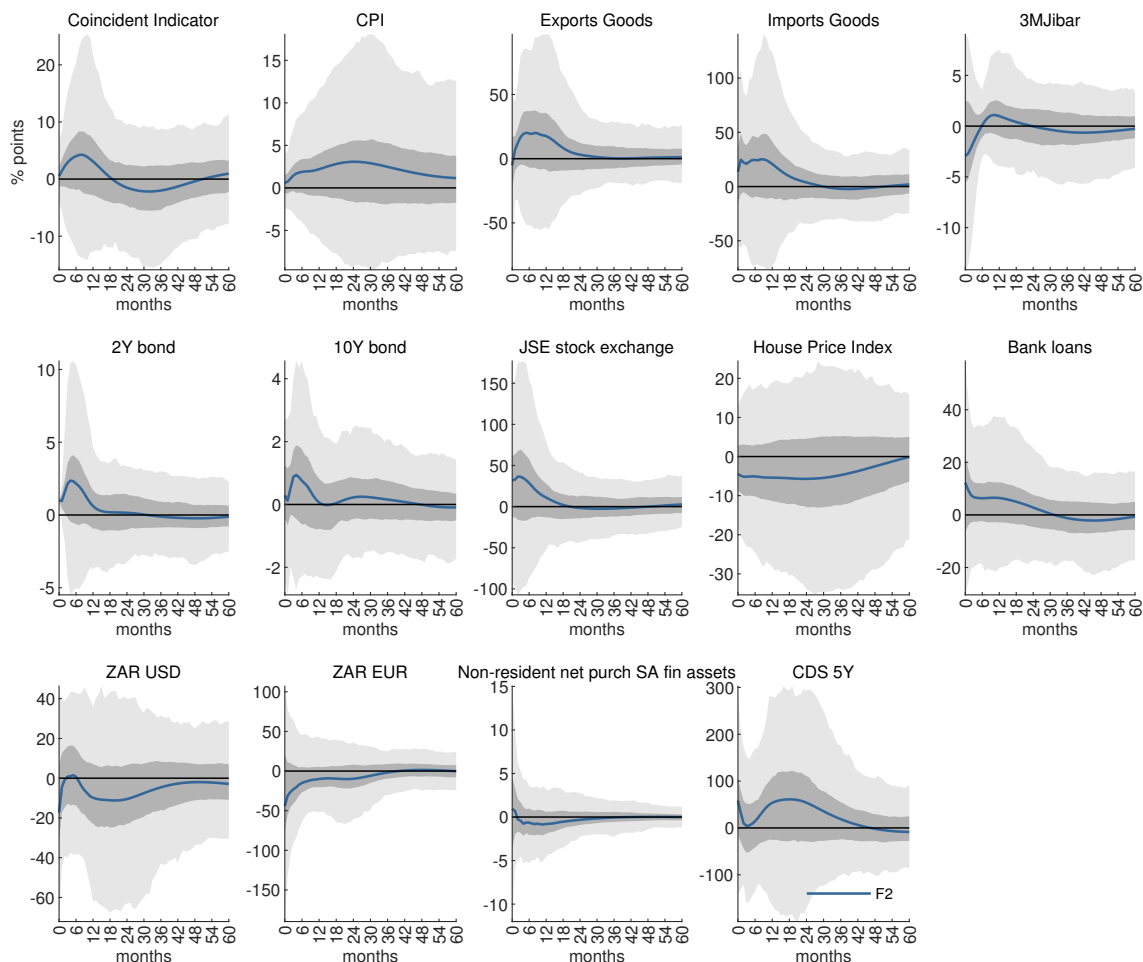 Coincident Indicator
% points
20
10
0
-10
0 6 12 18 24 30 36 42 48 54 60
months
CPI
15
10
5
0
-5
0 6 12 18 24 30 36 42 48 54 60
months
Exports Goods
50
0
-50
0 6 12 18 24 30 36 42 48 54 60
months
Imports Goods
100
50
0
-50
0 6 12 18 24 30 36 42 48 54 60
months
3MJibar
5
0
-5
-10
0 6 12 18 24 30 36 42 48 54 60
months
2Y bond
10
5
0
-5
0 6 12 18 24 30 36 42 48 54 60
months
10Y bond
4
2
0
-2
0 6 12 18 24 30 36 42 48 54 60
months
JSE stock exchange
150
100
50
0
-50
-100
0 6 12 18 24 30 36 42 48 54 60
months
House Price Index
20
10
0
-10
-20
-30
0 6 12 18 24 30 36 42 48 54 60
months
Bank loans
40
20
0
-20
0 6 12 18 24 30 36 42 48 54 60
months
ZAR USD
40
20
0
-20
-40
-60
0 6 12 18 24 30 36 42 48 54 60
months
ZAR EUR
100
50
0
-50
-100
-150
0 6 12 18 24 30 36 42 48 54 60
months
Non-resident net purch SA fin assets
15
10
5
0
-5
-10
0 6 12 18 24 30 36 42 48 54 60
months
CDS 5Y
300
200
100
0
-100
F2
0 6 12 18 24 30 36 42 48 54 60
months